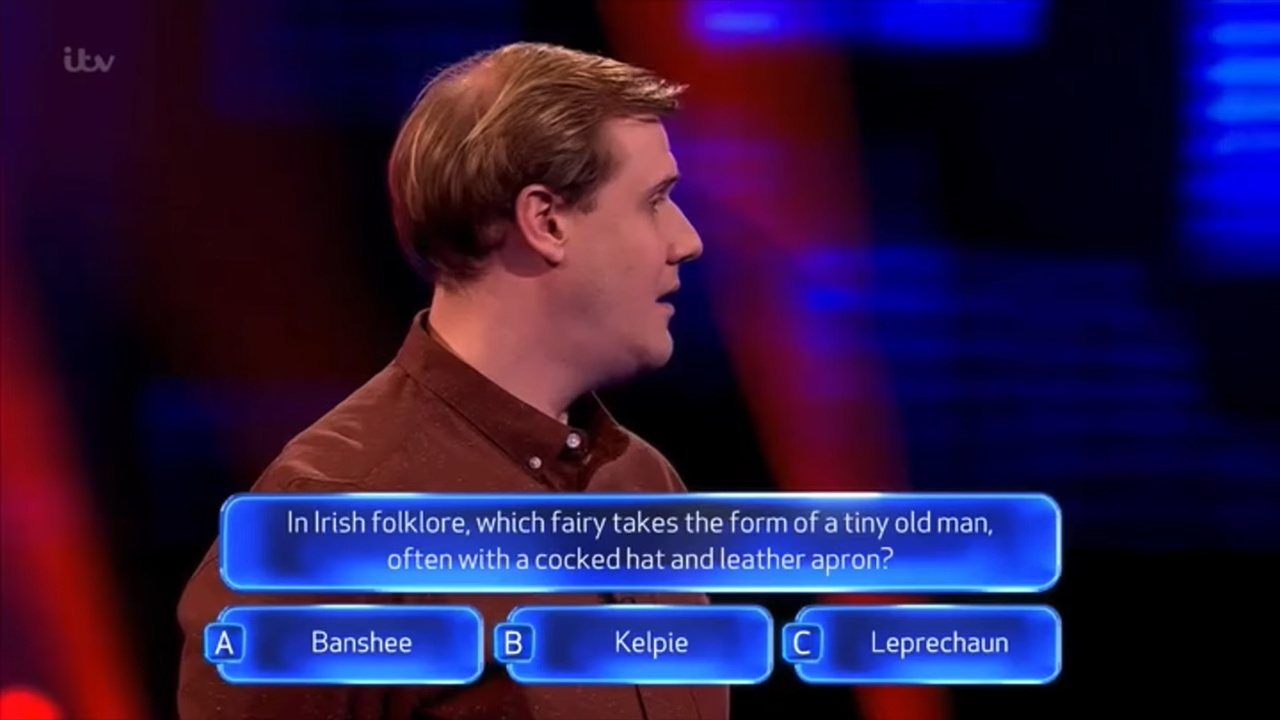 itv
In Irish folklore, which fairy takes the form of a tiny old man,
often with a cocked hat and leather apron?
A Banshee
B Kelpie
C Leprechaun